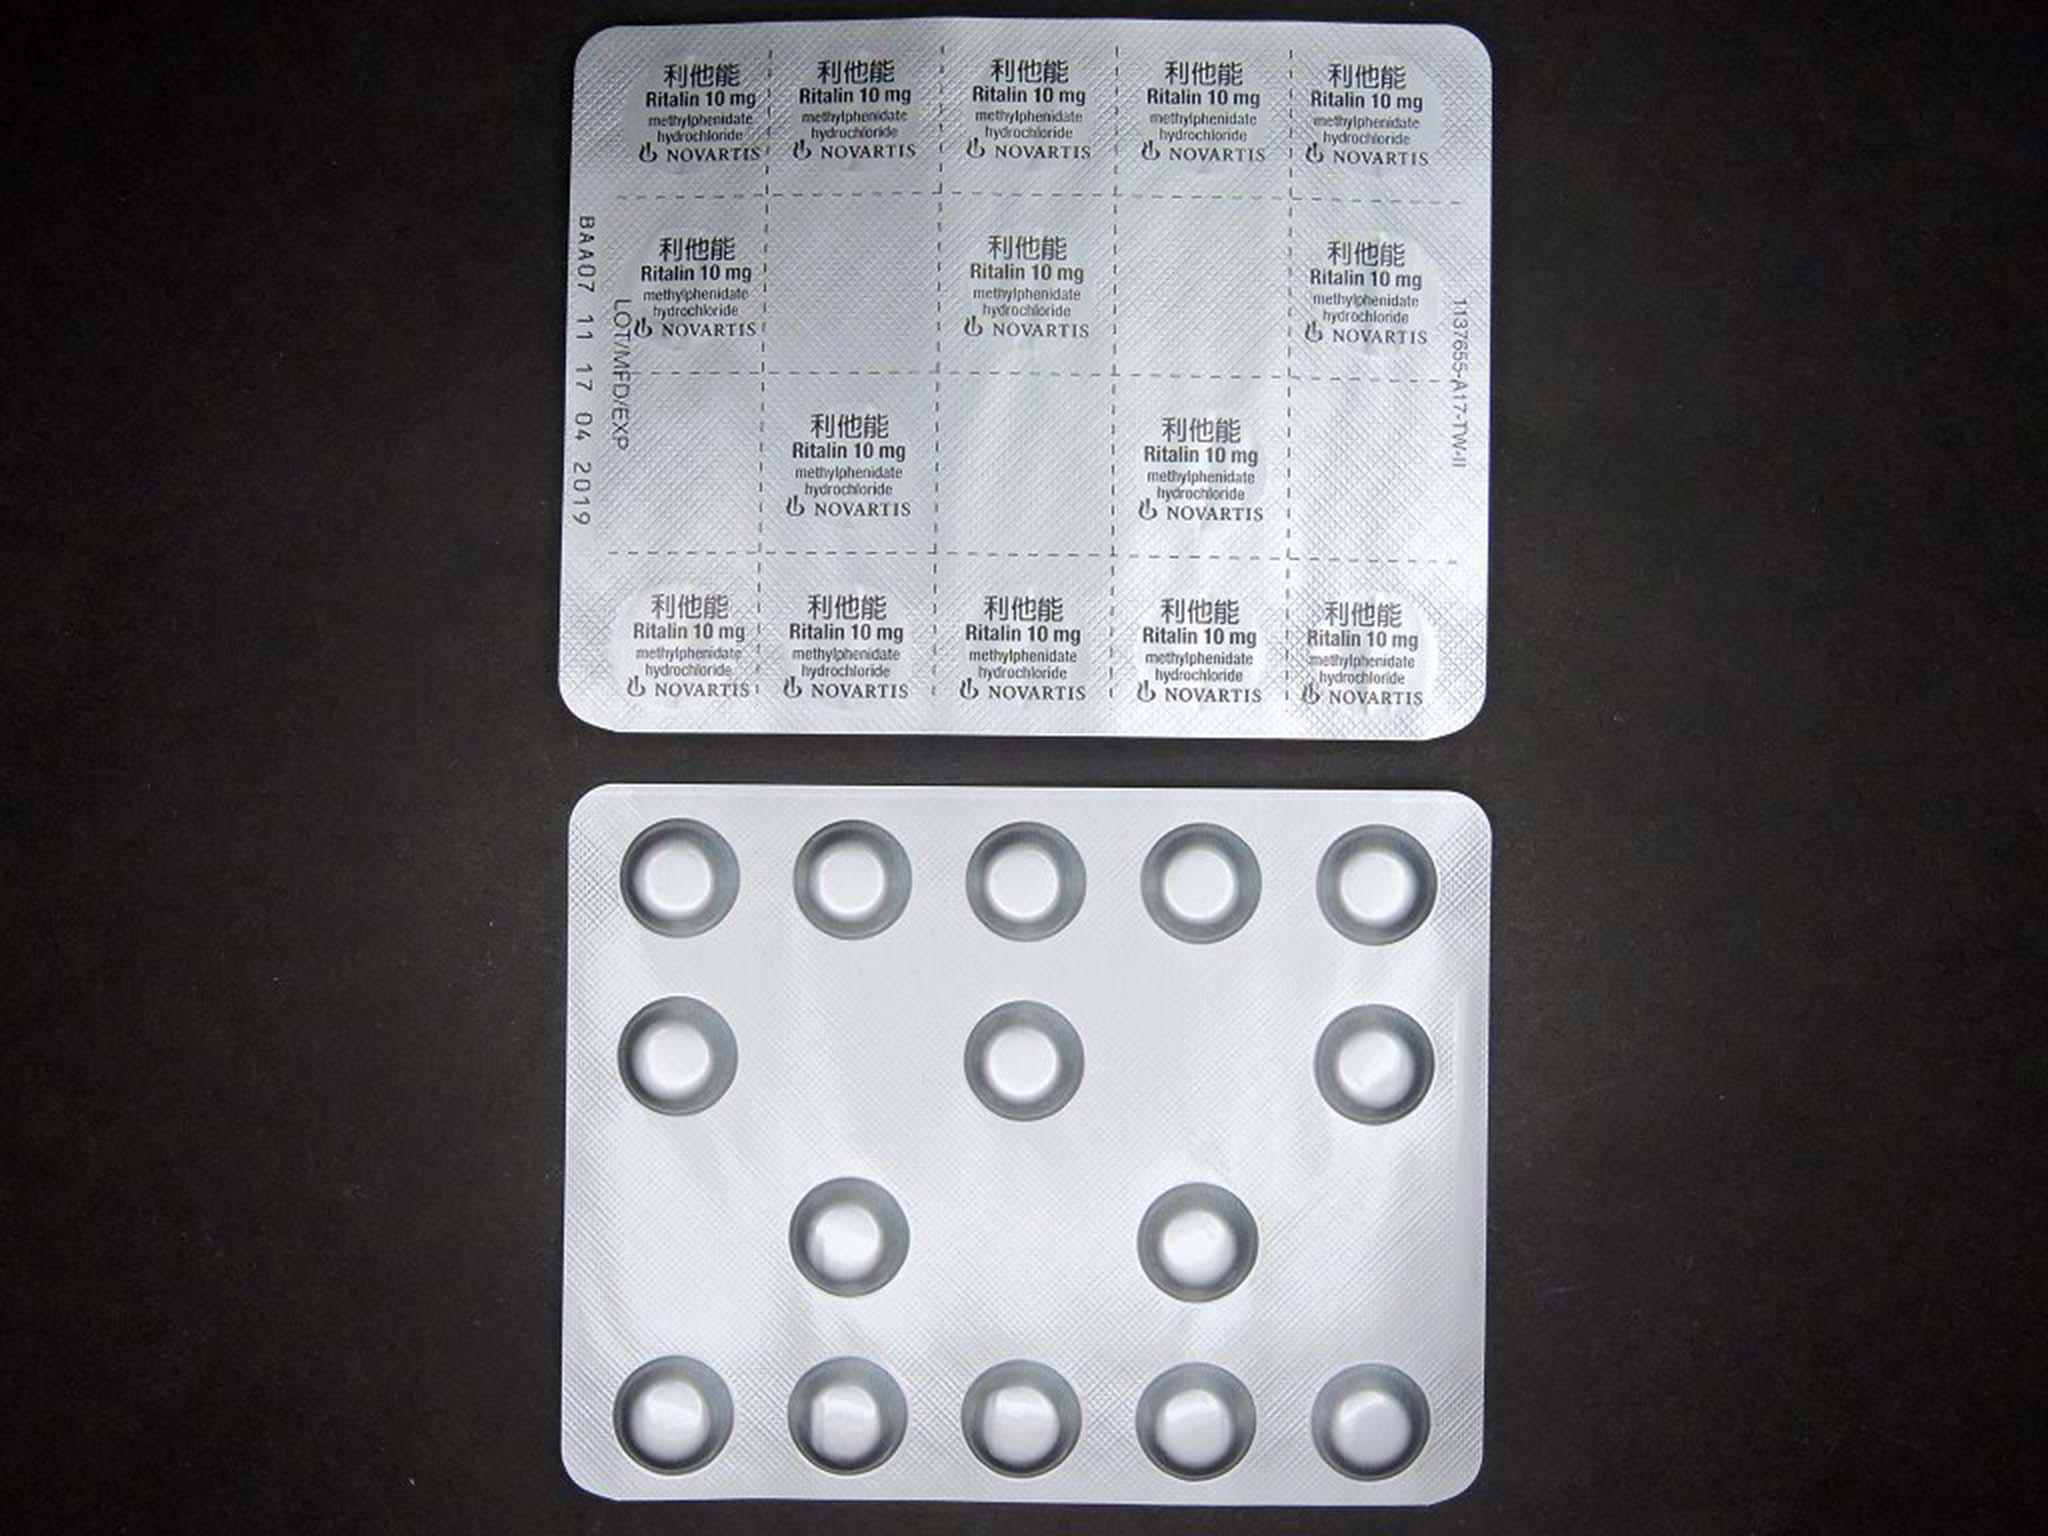 利他能 利他能 利他能 利他能 利他能
Ritalin 10 mg Ritalin 10 mg Ritalin 10 mg Ritalin 10 mg Ritalin 10 mg
methylphenidate methylphenidate methylphenidate methylphenidate methylphenidate
hydrochloride hydrochloride hydrochloride hydrochloride hydrochloride
NOVARTIS NOVARTIS NOVARTIS NOVARTIS NOVARTIS
利他能 利他能 利他能
Ritalin 10 mg Ritalin 10 mg Ritalin 10 mg
methylphenidate methylphenidate methylphenidate
hydrochloride hydrochloride hydrochloride
NOVARTIS NOVARTIS NOVARTIS
利他能 利他能
Ritalin 10 mg Ritalin 10 mg
methylphenidate methylphenidate
hydrochloride hydrochloride
NOVARTIS NOVARTIS
利他能 利他能 利他能 利他能 利他能
Ritalin 10 mg Ritalin 10 mg Ritalin 10 mg Ritalin 10 mg Ritalin 10 mg
methylphenidate methylphenidate methylphenidate methylphenidate methylphenidate
hydrochloride hydrochloride hydrochloride hydrochloride hydrochloride
NOVARTIS NOVARTIS NOVARTIS NOVARTIS NOVARTIS
BAA07 11 17 04 2019
LOT/MFD/EXP
1137655-A17-TW-II